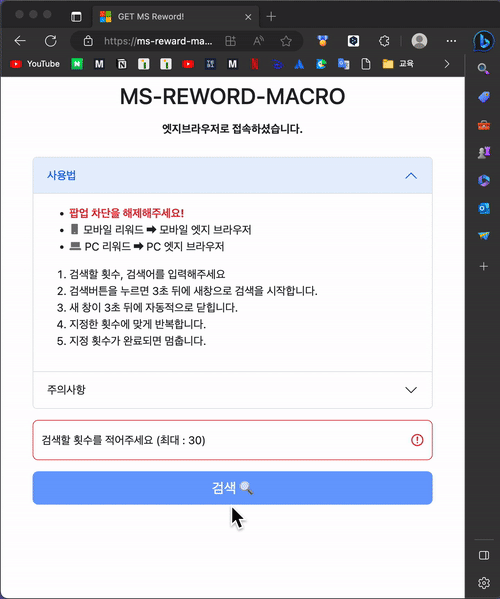 GET MS Reword!
https://ms-reward-ma...
YouTube
교육
MS-REWORD-MACRO
엣지브라우저로 접속하셨습니다.
사용법
팝업 차단을 해제해주세요!
모바일 리워드 ➡ 모바일 엣지 브라우저
PC 리워드 ➡ PC 엣지 브라우저
1. 검색할 횟수, 검색어를 입력해주세요
2. 검색버튼을 누르면 3초 뒤에 새창으로 검색을 시작합니다.
3. 새 창이 3초 뒤에 자동적으로 닫힙니다.
4. 지정한 횟수에 맞게 반복합니다.
5. 지정 횟수가 완료되면 멈춥니다.
주의사항
검색할 횟수를 적어주세요 (최대 : 30)
검색